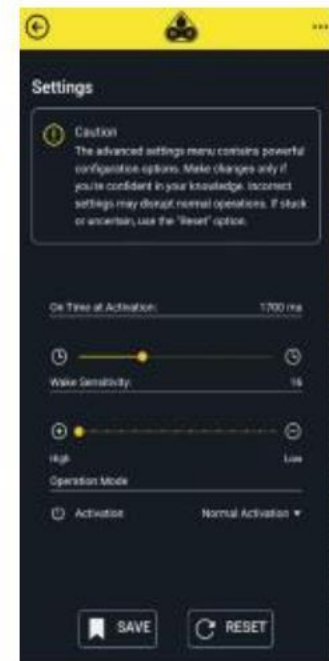 Settings
Caution
The advanced settings menu contains powerful
configuration options. Make changes only if
you're confident in your knowledge. Incorrect
settings may disrupt normal operations. If stuck
or uncertain, use the "Reset" option.
On Time at Activation: 1700 ms
Wake Sensitivity: 16
High Low
Operation Mode
Activation Normal Activation
SAVE RESET